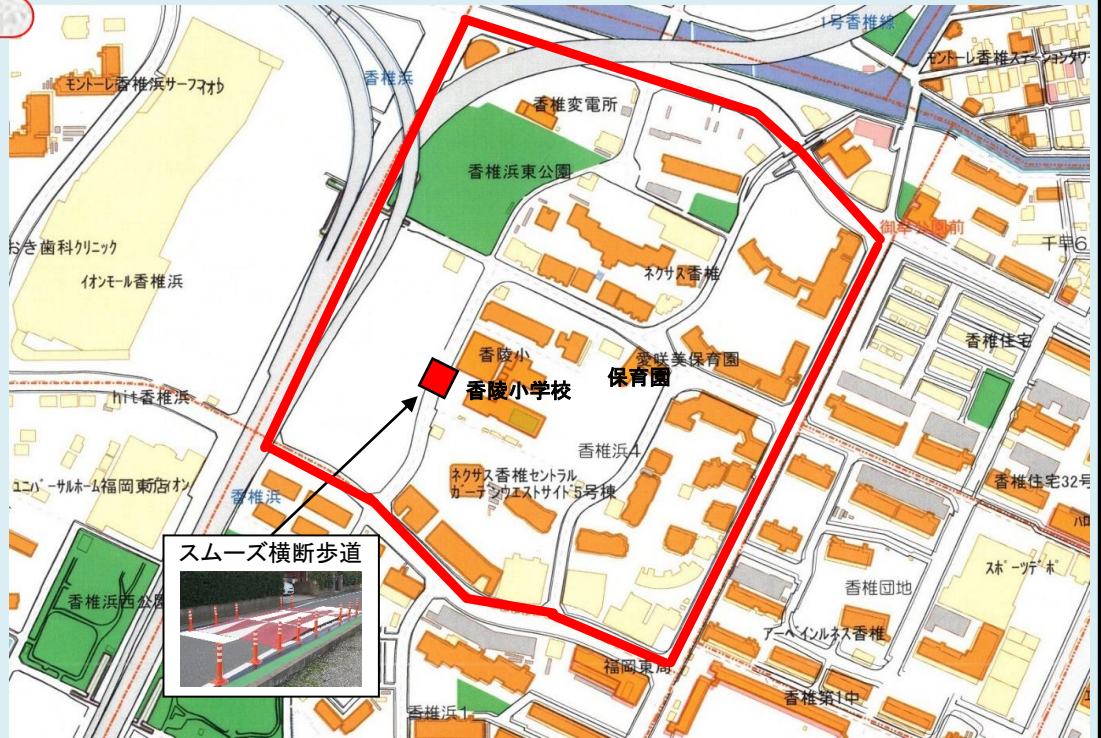 1号香椎線
モントーレ香椎ステーションタワー
モントーレ香椎浜サーフ
香椎浜
香椎変電所
香椎浜東公園
御幸公園前
千早6
おき歯科クリニック
イオンモール香椎浜
ネクサス香椎
香椎住宅
香陵小
愛咲美保育園
保育園
香陵小学校
hit香椎浜
香椎浜4
ネクサス香椎セントラル
ガーデンウエストサイド5号棟
香椎住宅32号
ユニバーサルホーム福岡東店
イオン
香椎浜
スムーズ横断歩道
スポーツデポ
香椎浜西公園
香椎団地
アーベインルネス香椎
福岡東局
香椎第1中
香椎浜1